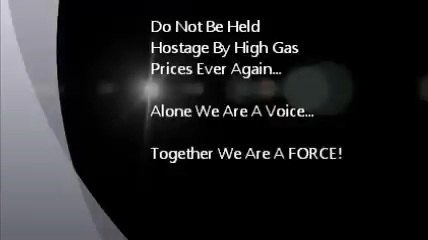 Do Not Be Held
Hostage By High Gas
Prices Ever Again...
Alone We Are A Voice...
Together We Are A FORCE!